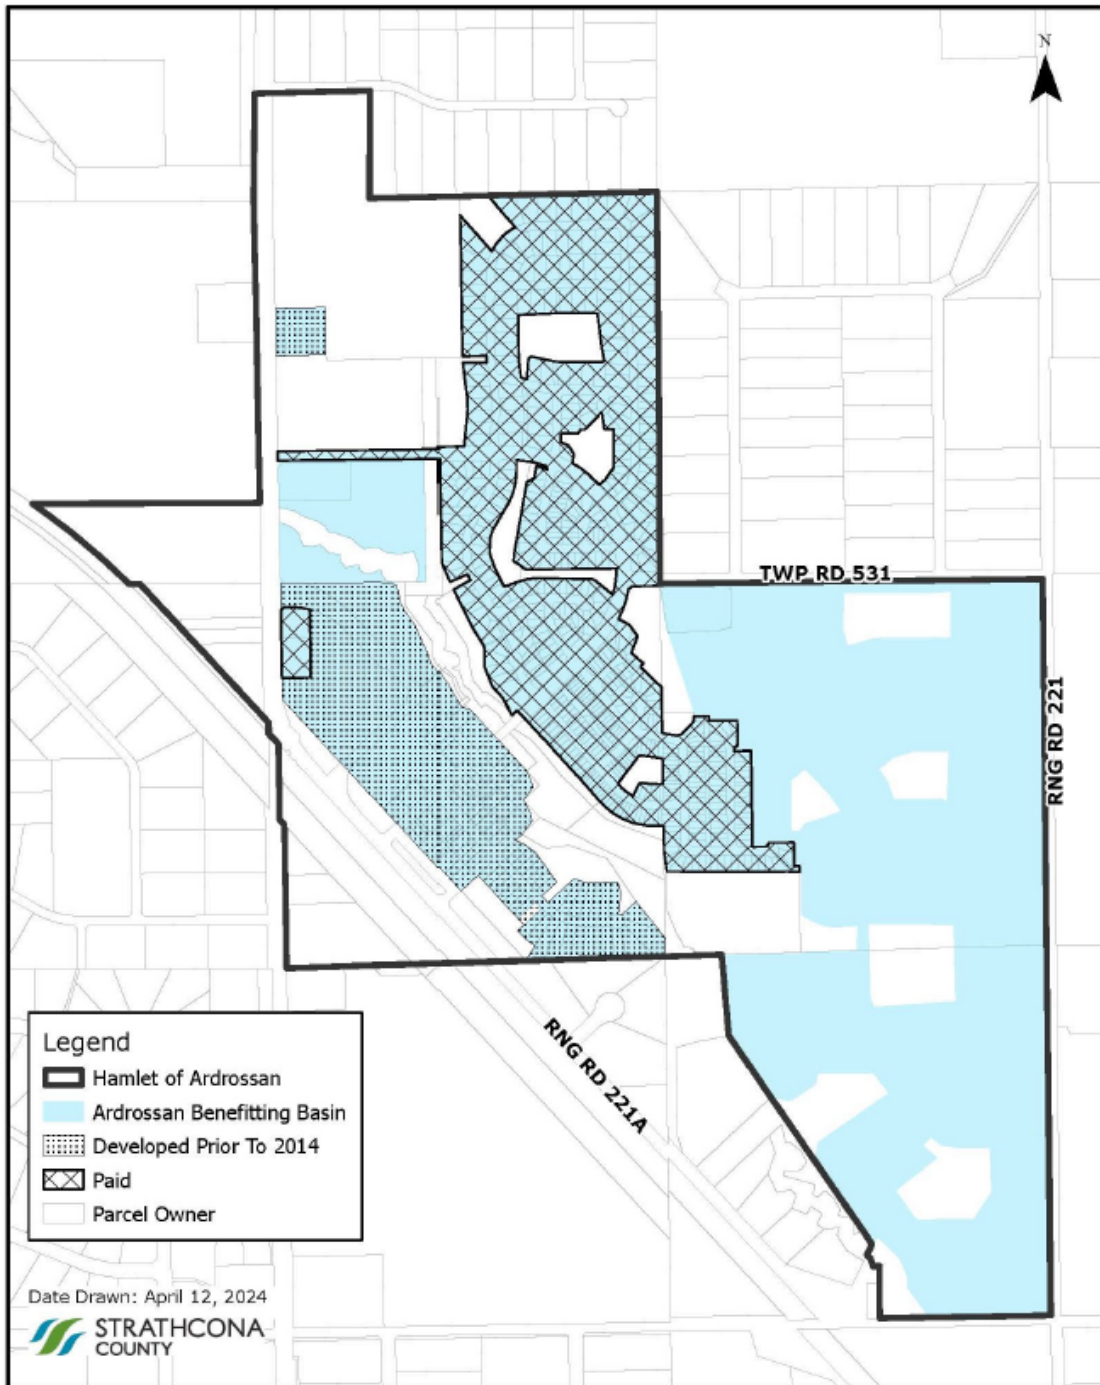 N
TWP RD 531
RNG RD 221
RNG RD 221A
Legend
Hamlet of Ardrossan
Ardrossan Benefitting Basin
Developed Prior To 2014
Paid
Parcel Owner
Date Drawn: April 12, 2024
STRATHCONA
COUNTY